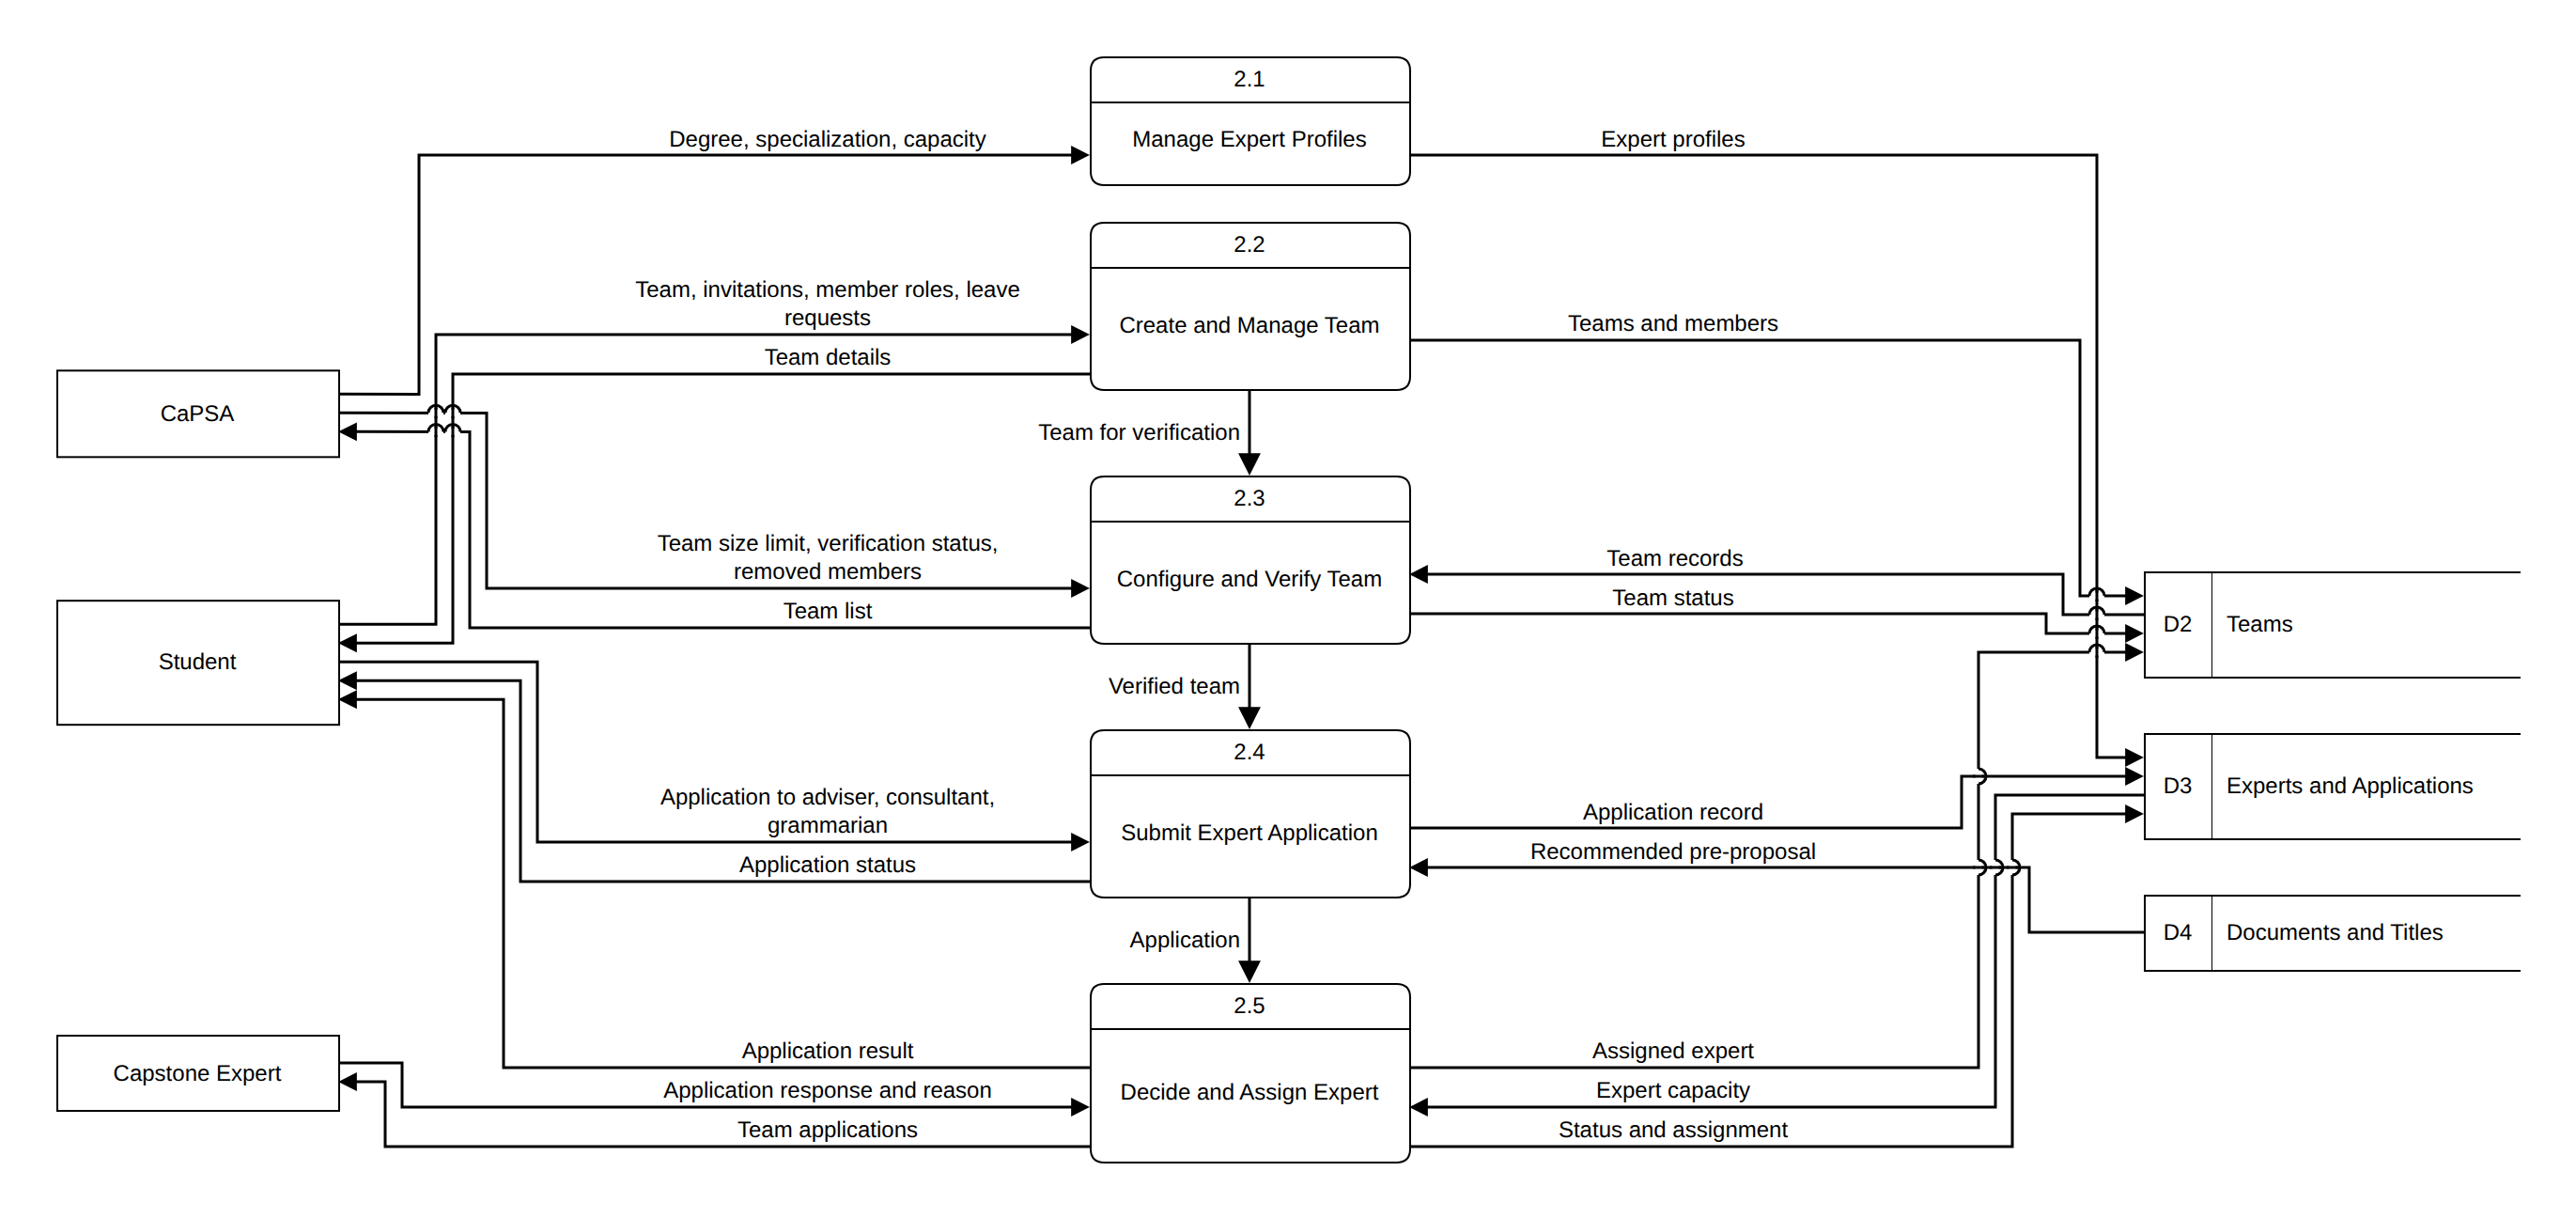 2.1
Degree, specialization, capacity
Manage Expert Profiles
Expert profiles
2.2
Team, invitations, member roles, leave
requests
Create and Manage Team
Teams and members
Team details
CaPSA
Team for verification
2.3
Team size limit, verification status,
removed members
Configure and Verify Team
Team records
Team status
Team list
D2
Teams
Student
Verified team
2.4
D3
Experts and Applications
Application to adviser, consultant,
grammarian
Submit Expert Application
Application record
Recommended pre-proposal
Application status
D4
Documents and Titles
Application
2.5
Application result
Assigned expert
Capstone Expert
Application response and reason
Decide and Assign Expert
Expert capacity
Team applications
Status and assignment